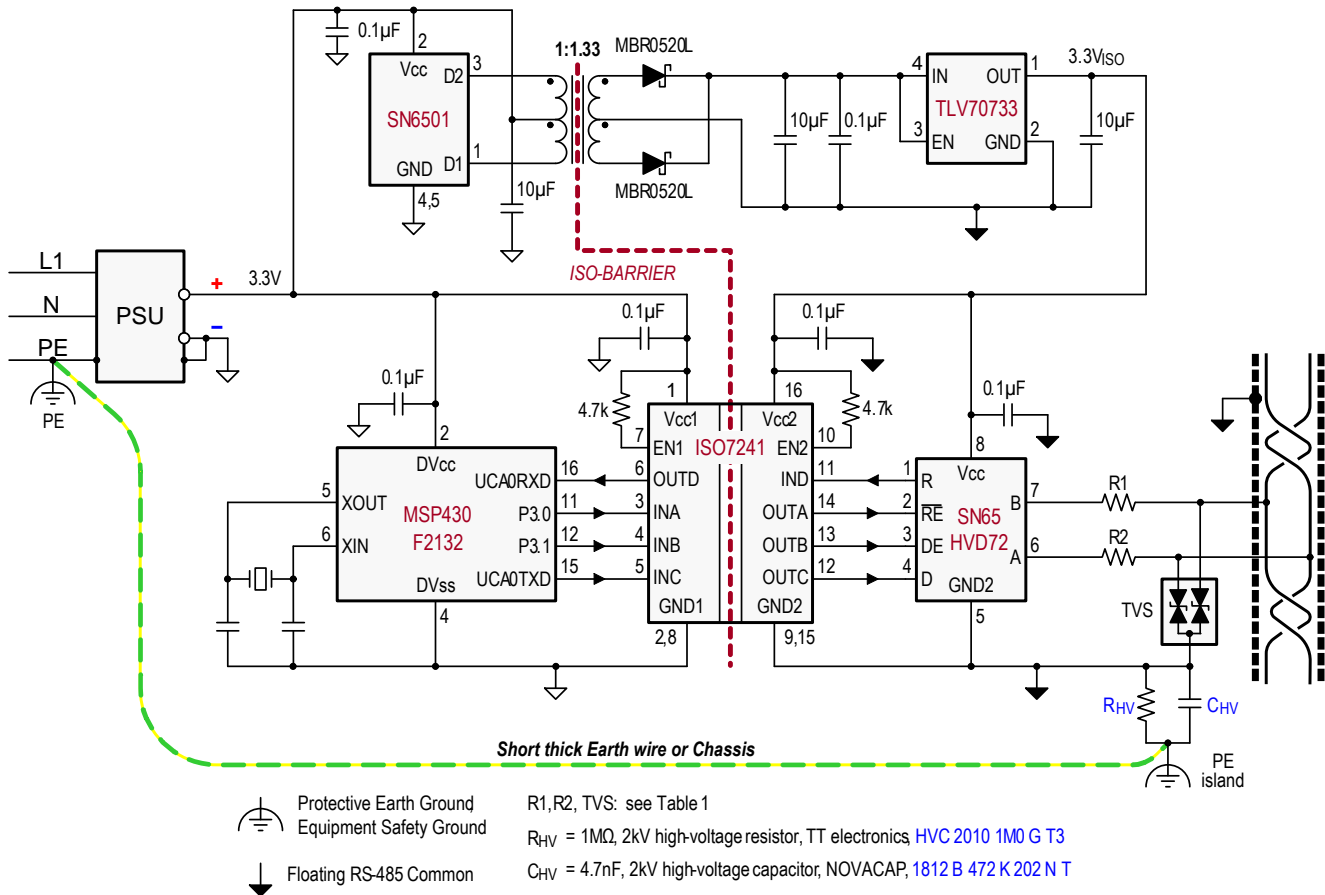 0.1μF
2
Vcc
D2
3
SN6501
D1
1
GND
4,5
1:1.33
MBR0520L
MBR0520L
10μF
10μF
0.1μF
4
IN
OUT
1
TLV70733
3
EN
GND
2
3.3VISO
10μF
ISO-BARRIER
L1
N
PE
PSU
+
−
3.3V
PE
0.1μF
0.1μF
0.1μF
0.1μF
4.7k
4.7k
1
16
Vcc1
Vcc2
7
EN1
EN2
10
ISO7241
6
OUTD
IND
11
3
INA
OUTA
14
4
INB
OUTB
13
5
INC
OUTC
12
GND1
GND2
2,8
9,15
2
DVcc
5
XOUT
6
XIN
MSP430
F2132
UCA0RXD
16
P3.0
11
P3.1
12
UCA0TXD
15
DVss
4
8
Vcc
1
R
2
RE
3
DE
4
D
SN65
HVD72
B
7
A
6
GND2
5
R1
R2
TVS
RHV
CHV
Short thick Earth wire or Chassis
PE
island
Protective Earth Ground
Equipment Safety Ground
Floating RS-485 Common
R1,R2, TVS: see Table 1
RHV = 1MΩ, 2kV high-voltage resistor, TT electronics, HVC 2010 1M0 G T3
CHV = 4.7nF, 2kV high-voltage capacitor, NOVACAP, 1812 B 472 K 202 N T